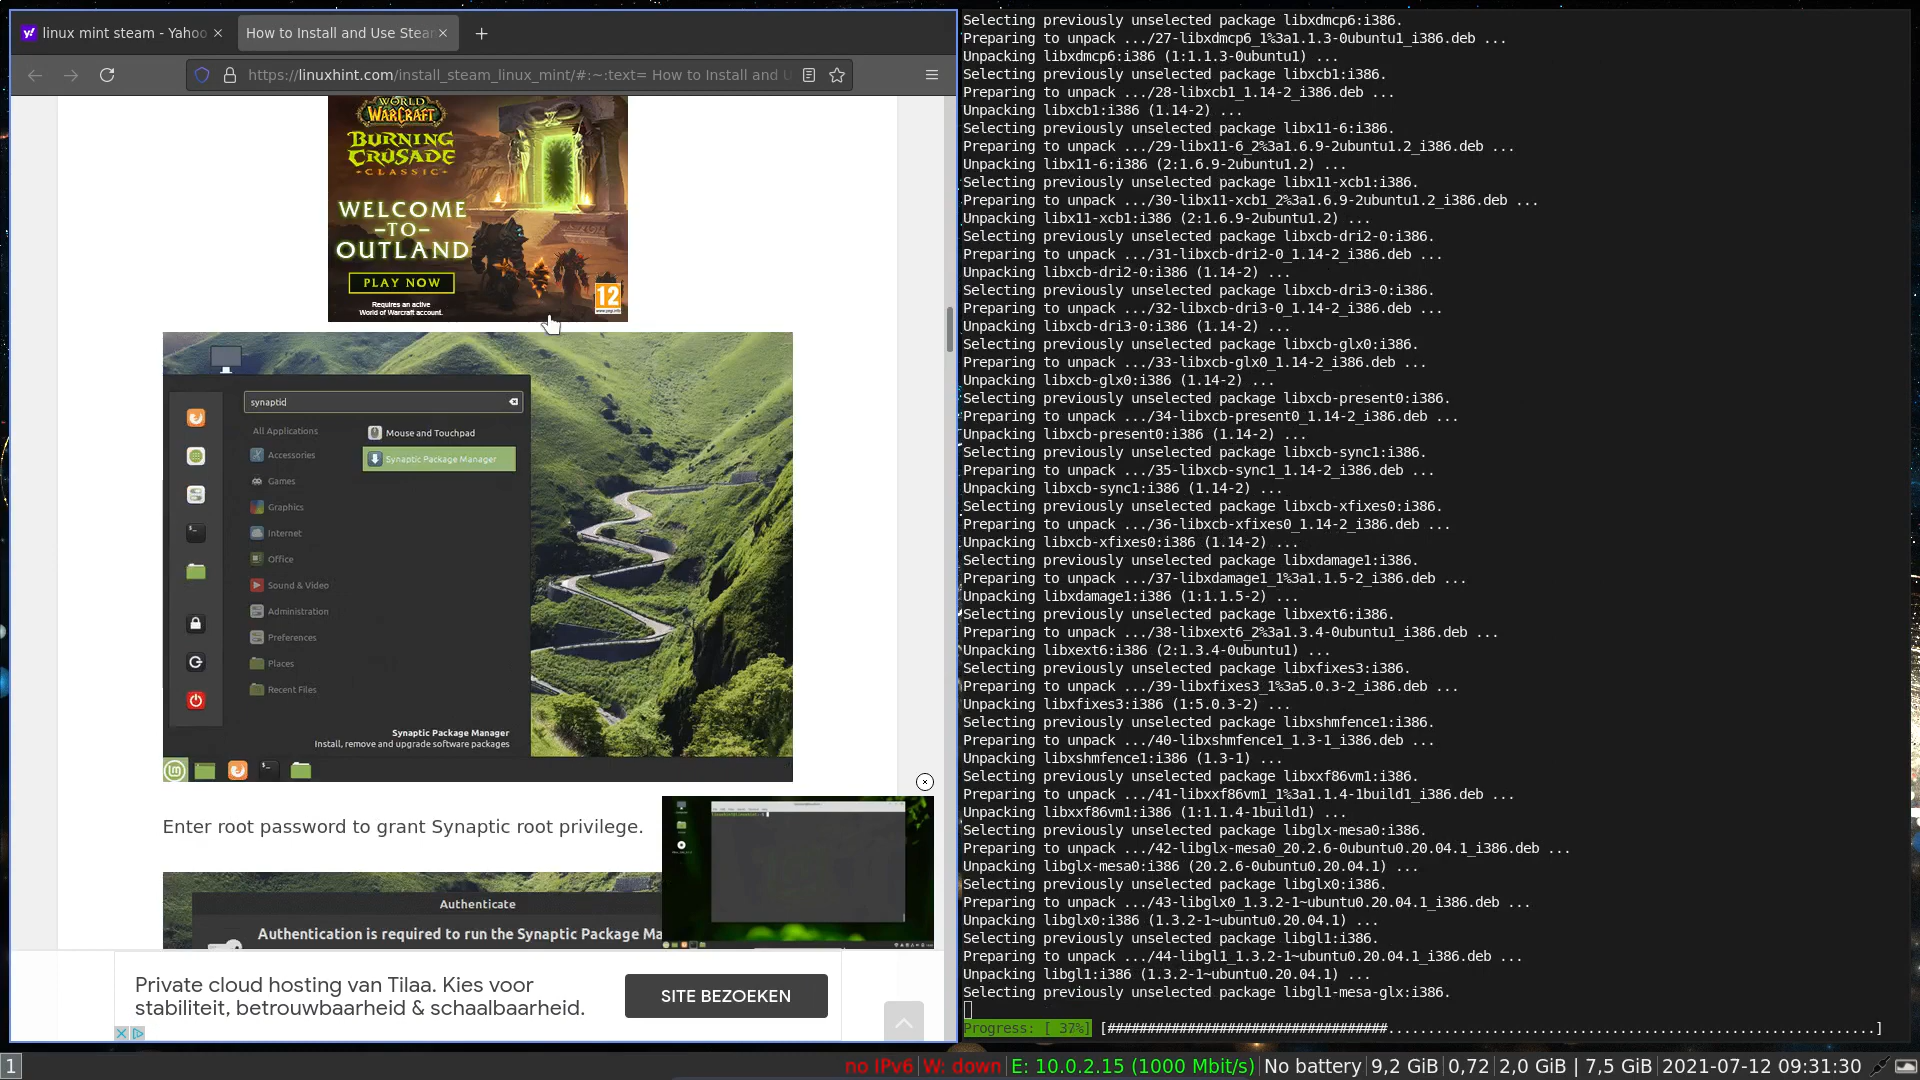 linux mint steam - Yahoo
How to Install and Use Stea
https://linuxhint.com/install_steam_linux_mint/#:~:text= How to Install and U
WORLD
WARCRAFT
BURNING
CRUSADE
- CLASSIC -
WELCOME
-TO-
OUTLAND
PLAY NOW
Requires an active
World of Warcraft account.
12
www.pegi.info
synaptid
All Applications
Accessories
Games
Graphics
Internet
Office
Sound & Video
Administration
Preferences
Places
Recent Files
Mouse and Touchpad
Synaptic Package Manager
Synaptic Package Manager
Install, remove and upgrade software packages
Enter root password to grant Synaptic root privilege.
Authenticate
Authentication is required to run the Synaptic Package Ma
Private cloud hosting van Tilaa. Kies voor
stabiliteit, betrouwbaarheid & schaalbaarheid.
SITE BEZOEKEN
Selecting previously unselected package libxdmcp6:i386.
Preparing to unpack .../27-libxdmcp6_1%3a1.1.3-0ubuntu1_i386.deb ...
Unpacking libxdmcp6:i386 (1:1.1.3-0ubuntu1) ...
Selecting previously unselected package libxcb1:i386.
Preparing to unpack .../28-libxcb1_1.14-2_i386.deb ...
Unpacking libxcb1:i386 (1.14-2) ...
Selecting previously unselected package libx11-6:i386.
Preparing to unpack .../29-libx11-6_2%3a1.6.9-2ubuntu1.2_i386.deb ...
Unpacking libx11-6:i386 (2:1.6.9-2ubuntu1.2) ...
Selecting previously unselected package libx11-xcb1:i386.
Preparing to unpack .../30-libx11-xcb1_2%3a1.6.9-2ubuntu1.2_i386.deb ...
Unpacking libx11-xcb1:i386 (2:1.6.9-2ubuntu1.2) ...
Selecting previously unselected package libxcb-dri2-0:i386.
Preparing to unpack .../31-libxcb-dri2-0_1.14-2_i386.deb ...
Unpacking libxcb-dri2-0:i386 (1.14-2) ...
Selecting previously unselected package libxcb-dri3-0:i386.
Preparing to unpack .../32-libxcb-dri3-0_1.14-2_i386.deb ...
Unpacking libxcb-dri3-0:i386 (1.14-2) ...
Selecting previously unselected package libxcb-glx0:i386.
Preparing to unpack .../33-libxcb-glx0_1.14-2_i386.deb ...
Unpacking libxcb-glx0:i386 (1.14-2) ...
Selecting previously unselected package libxcb-present0:i386.
Preparing to unpack .../34-libxcb-present0_1.14-2_i386.deb ...
Unpacking libxcb-present0:i386 (1.14-2) ...
Selecting previously unselected package libxcb-sync1:i386.
Preparing to unpack .../35-libxcb-sync1_1.14-2_i386.deb ...
Unpacking libxcb-sync1:i386 (1.14-2) ...
Selecting previously unselected package libxcb-xfixes0:i386.
Preparing to unpack .../36-libxcb-xfixes0_1.14-2_i386.deb ...
Unpacking libxcb-xfixes0:i386 (1.14-2) ...
Selecting previously unselected package libxdamage1:i386.
Preparing to unpack .../37-libxdamage1_1%3a1.1.5-2_i386.deb ...
Unpacking libxdamage1:i386 (1:1.1.5-2) ...
Selecting previously unselected package libxext6:i386.
Preparing to unpack .../38-libxext6_2%3a1.3.4-0ubuntu1_i386.deb ...
Unpacking libxext6:i386 (2:1.3.4-0ubuntu1) ...
Selecting previously unselected package libxfixes3:i386.
Preparing to unpack .../39-libxfixes3_1%3a5.0.3-2_i386.deb ...
Unpacking libxfixes3:i386 (1:5.0.3-2) ...
Selecting previously unselected package libxshmfence1:i386.
Preparing to unpack .../40-libxshmfence1_1.3-1_i386.deb ...
Unpacking libxshmfence1:i386 (1.3-1) ...
Selecting previously unselected package libxxf86vm1:i386.
Preparing to unpack .../41-libxxf86vm1_1%3a1.1.4-1build1_i386.deb ...
Unpacking libxxf86vm1:i386 (1:1.1.4-1build1) ...
Selecting previously unselected package libglx-mesa0:i386.
Preparing to unpack .../42-libglx-mesa0_20.2.6-0ubuntu0.20.04.1_i386.deb ...
Unpacking libglx-mesa0:i386 (20.2.6-0ubuntu0.20.04.1) ...
Selecting previously unselected package libglx0:i386.
Preparing to unpack .../43-libglx0_1.3.2-1~ubuntu0.20.04.1_i386.deb ...
Unpacking libglx0:i386 (1.3.2-1~ubuntu0.20.04.1) ...
Selecting previously unselected package libgl1:i386.
Preparing to unpack .../44-libgl1_1.3.2-1~ubuntu0.20.04.1_i386.deb ...
Unpacking libgl1:i386 (1.3.2-1~ubuntu0.20.04.1) ...
Selecting previously unselected package libgl1-mesa-glx:i386.
Progress: [ 37%] [###################################.............................................................]
1
no IPv6 | W: down | E: 10.0.2.15 (1000 Mbit/s) | No battery | 9,2 GiB | 0,72 | 2,0 GiB | 7,5 GiB | 2021-07-12 09:31:30